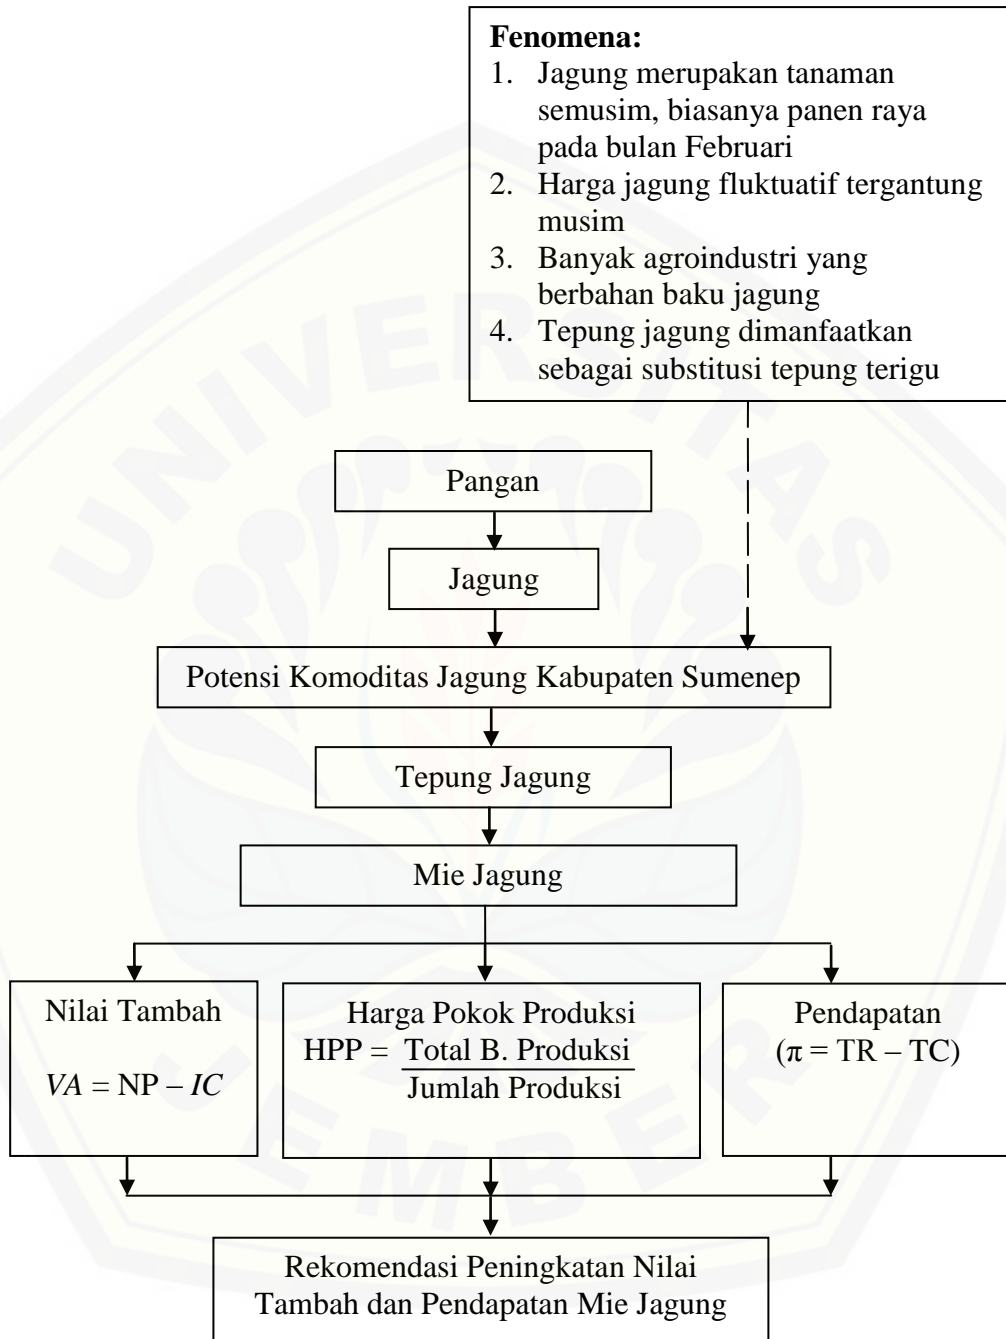 Fenomena:
1. Jagung merupakan tanaman
semusim, biasanya panen raya
pada bulan Februari
2. Harga jagung fluktuatif tergantung
musim
3. Banyak agroindustri yang
berbahan baku jagung
4. Tepung jagung dimanfaatkan
sebagai substitusi tepung terigu
UNIVERSITAS
Pangan
Jagung
Potensi Komoditas Jagung Kabupaten Sumenep
Tepung Jagung
Mie Jagung
Nilai Tambah
VA = NP – IC
Harga Pokok Produksi
HPP = Total B. Produksi
Jumlah Produksi
Pendapatan
(π = TR – TC)
JEMBER
Rekomendasi Peningkatan Nilai
Tambah dan Pendapatan Mie Jagung